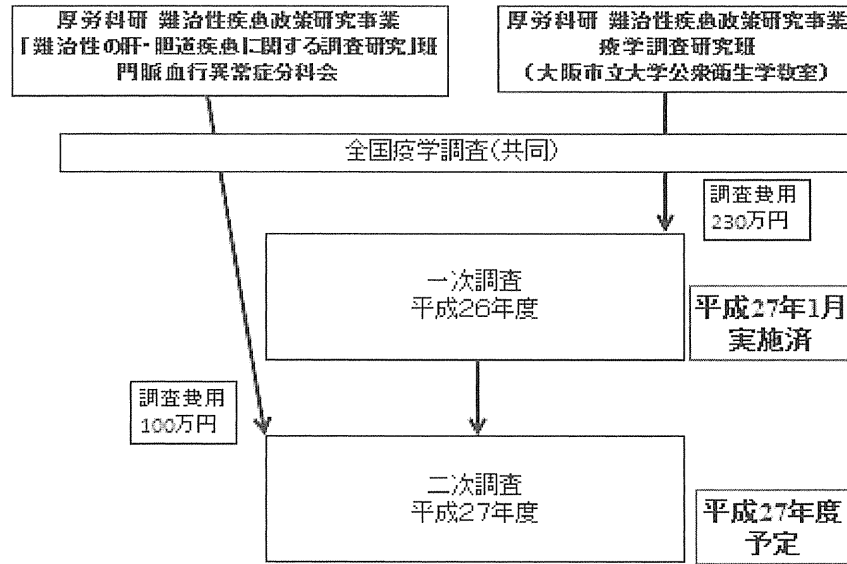 厚労科研 難治性疾患政策研究事業
「難治性の肝・胆道疾患に関する調査研究」班
門脈血行異常症分科会
厚労科研 難治性疾患政策研究事業
疫学調査研究班
(大阪市立大学公衆衛生学教室)
全国疫学調査(共同)
調査費用
230万円
一次調査
平成26年度
平成27年1月
実施済
調査費用
100万円
二次調査
平成27年度
平成27年度
予定